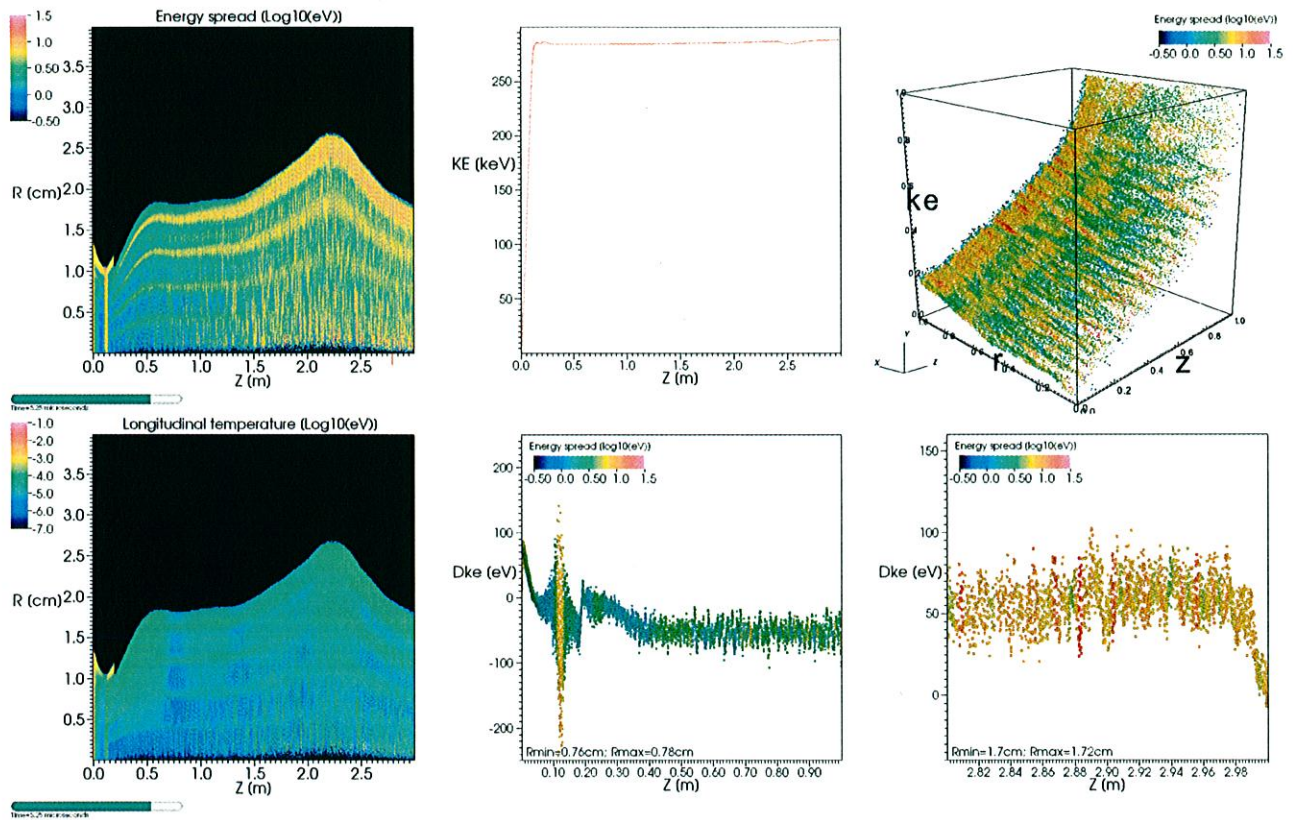 Energy spread (Log10(eV))
1.5
1.0
0.50
0.0
-0.50
3.5
3.0
2.5
2.0
R (cm)
1.5
1.0
0.5
0.0 0.5 1.0 1.5 2.0 2.5
Z (m)
250
200
KE (keV)
150
100
50
0.0 0.5 1.0 1.5 2.0 2.5
Z (m)
Energy spread (log10(eV))
-0.50 0.0 0.50 1.0 1.5
ke
r
z
Y
X
Z
Longitudinal temperature (Log10(eV))
-1.0
-2.0
-3.0
-4.0
-5.0
-6.0
-7.0
3.5
3.0
2.5
2.0
R (cm)
1.5
1.0
0.5
0.0 0.5 1.0 1.5 2.0 2.5
Z (m)
Energy spread (log10(eV))
-0.50 0.0 0.50 1.0 1.5
200
100
Dke (eV)
0
-100
-200
Rmin=0.76cm; Rmax=0.78cm
0.10 0.20 0.30 0.40 0.50 0.60 0.70 0.80 0.90
Z (m)
Energy spread (log10(eV))
-0.50 0.0 0.50 1.0 1.5
150
100
Dke (eV)
50
0
Rmin=1.7cm; Rmax=1.72cm
2.82 2.84 2.86 2.88 2.90 2.92 2.94 2.96 2.98
Z (m)